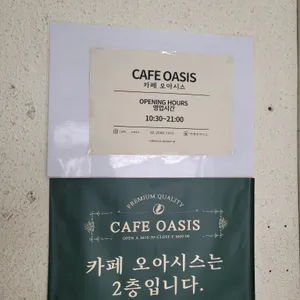 CAFE OASIS
카페 오아시스
OPENING HOURS
영업시간
10:30~21:00
PREMIUM QUALITY
CAFE OASIS
카페 오아시스는
2층입니다.